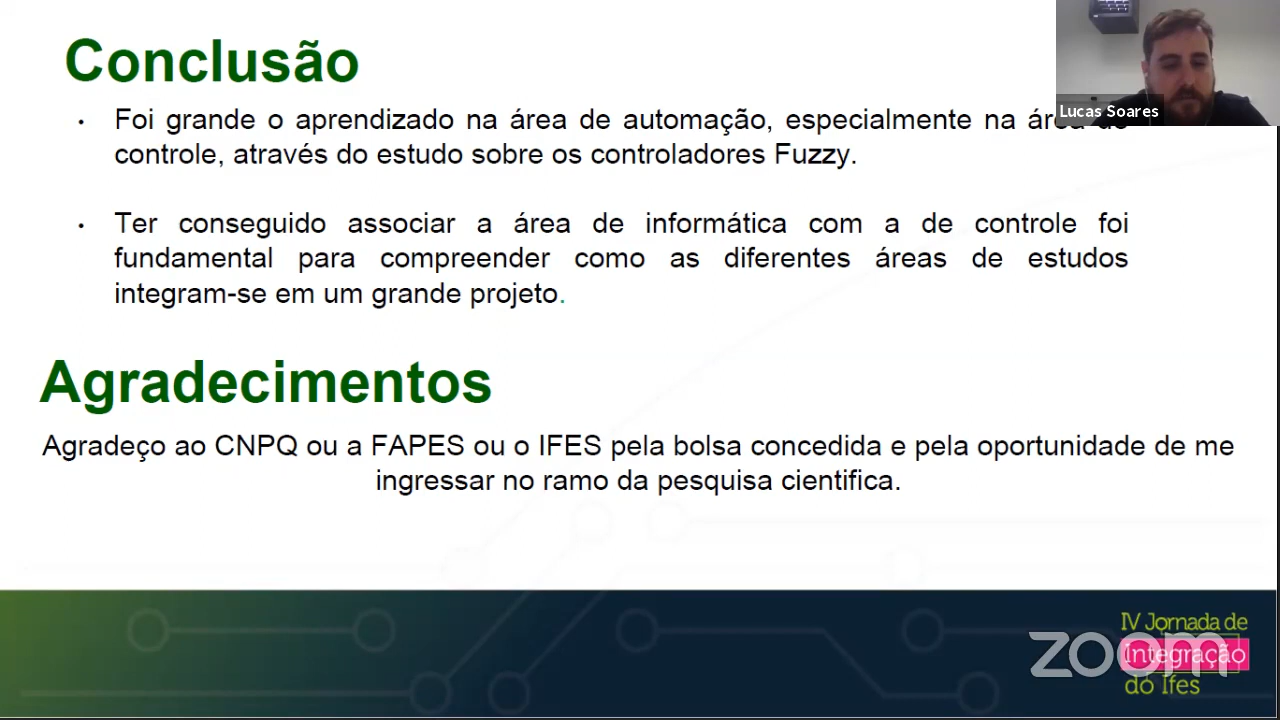 Conclusão
Lucas Soares
• Foi grande o aprendizado na área de automação, especialmente na área de
controle, através do estudo sobre os controladores Fuzzy.
• Ter conseguido associar a área de informática com a de controle foi
fundamental para compreender como as diferentes áreas de estudos
integram-se em um grande projeto.
Agradecimentos
Agradeço ao CNPQ ou a FAPES ou o IFES pela bolsa concedida e pela oportunidade de me
ingressar no ramo da pesquisa cientifica.
IV Jornada de
Integração
do Ifes
zoom